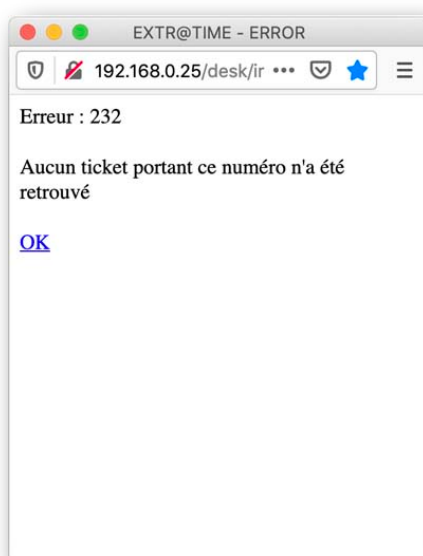 EXTR@TIME - ERROR
192.168.0.25/desk/ir
Erreur : 232
Aucun ticket portant ce numéro n'a été
retrouvé
OK